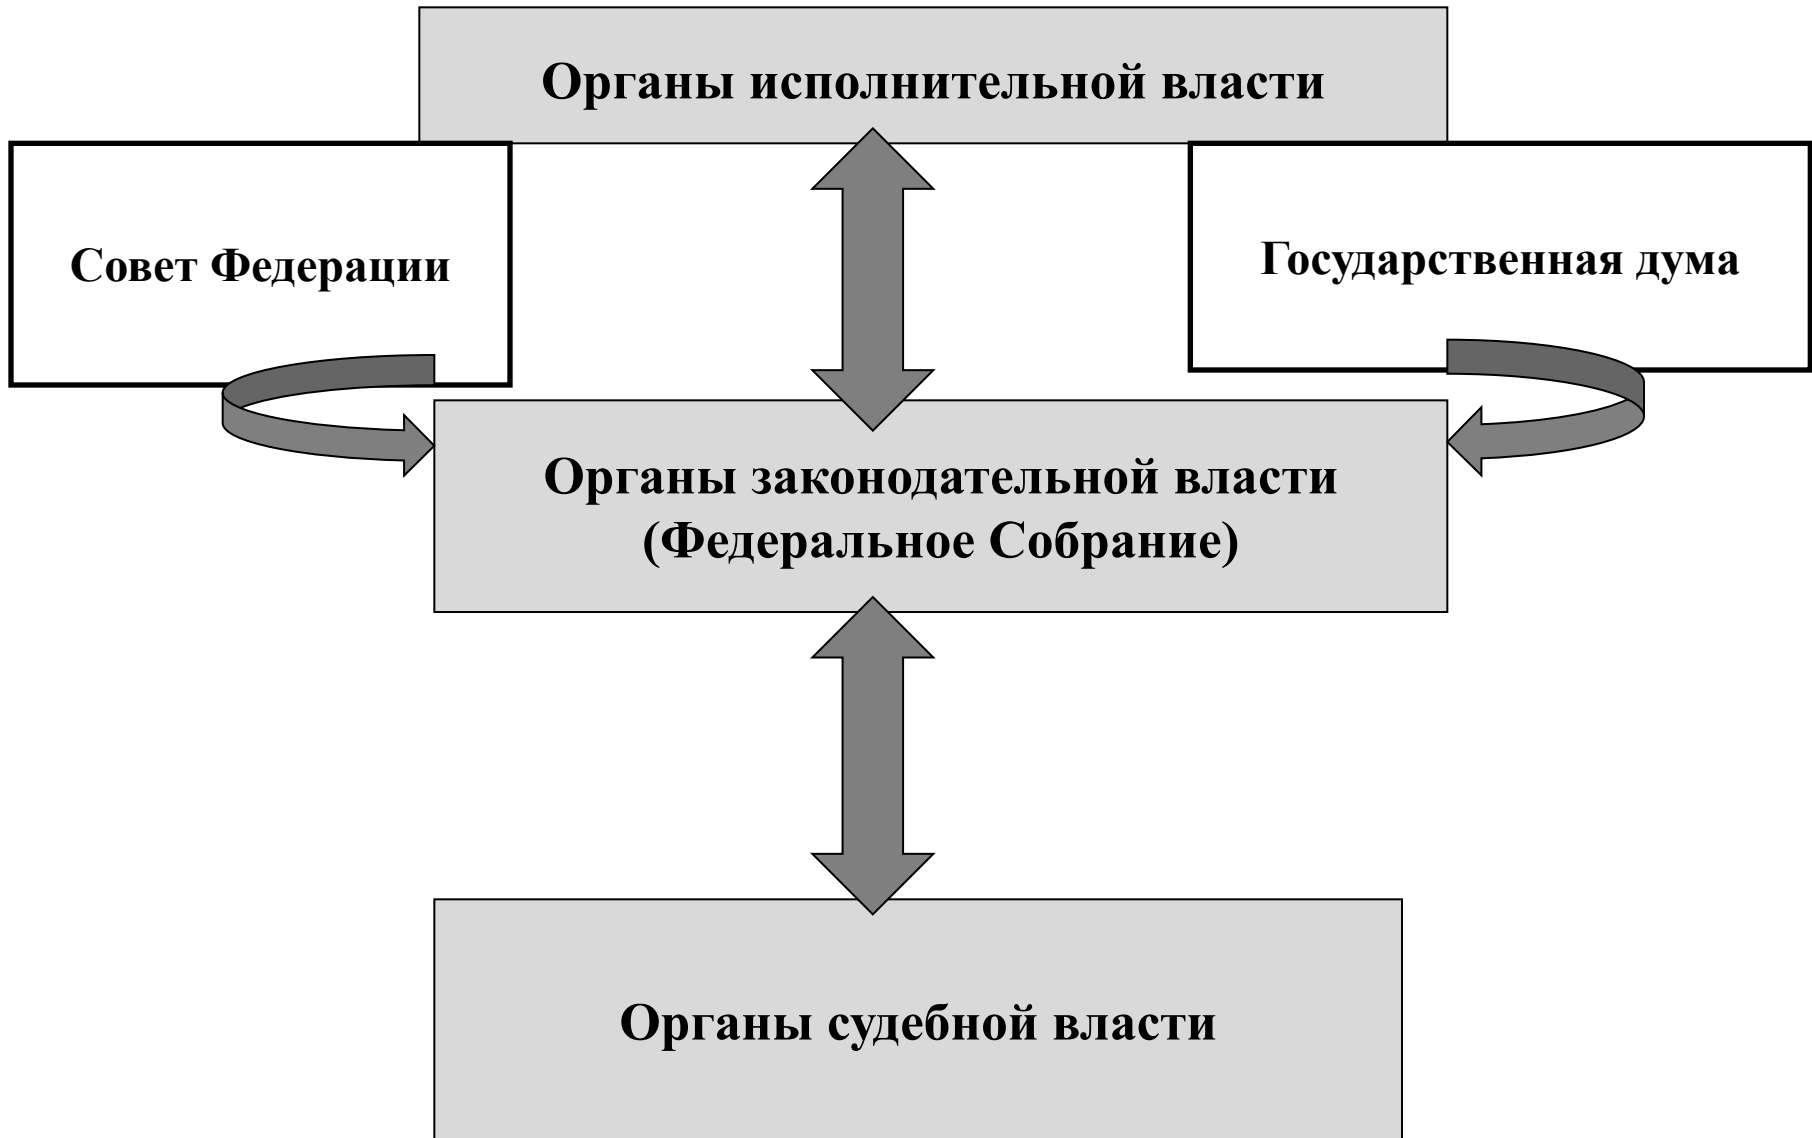 Органы исполнительной власти
Совет Федерации
Государственная дума
Органы законодательной власти
(Федеральное Собрание)
Органы судебной власти